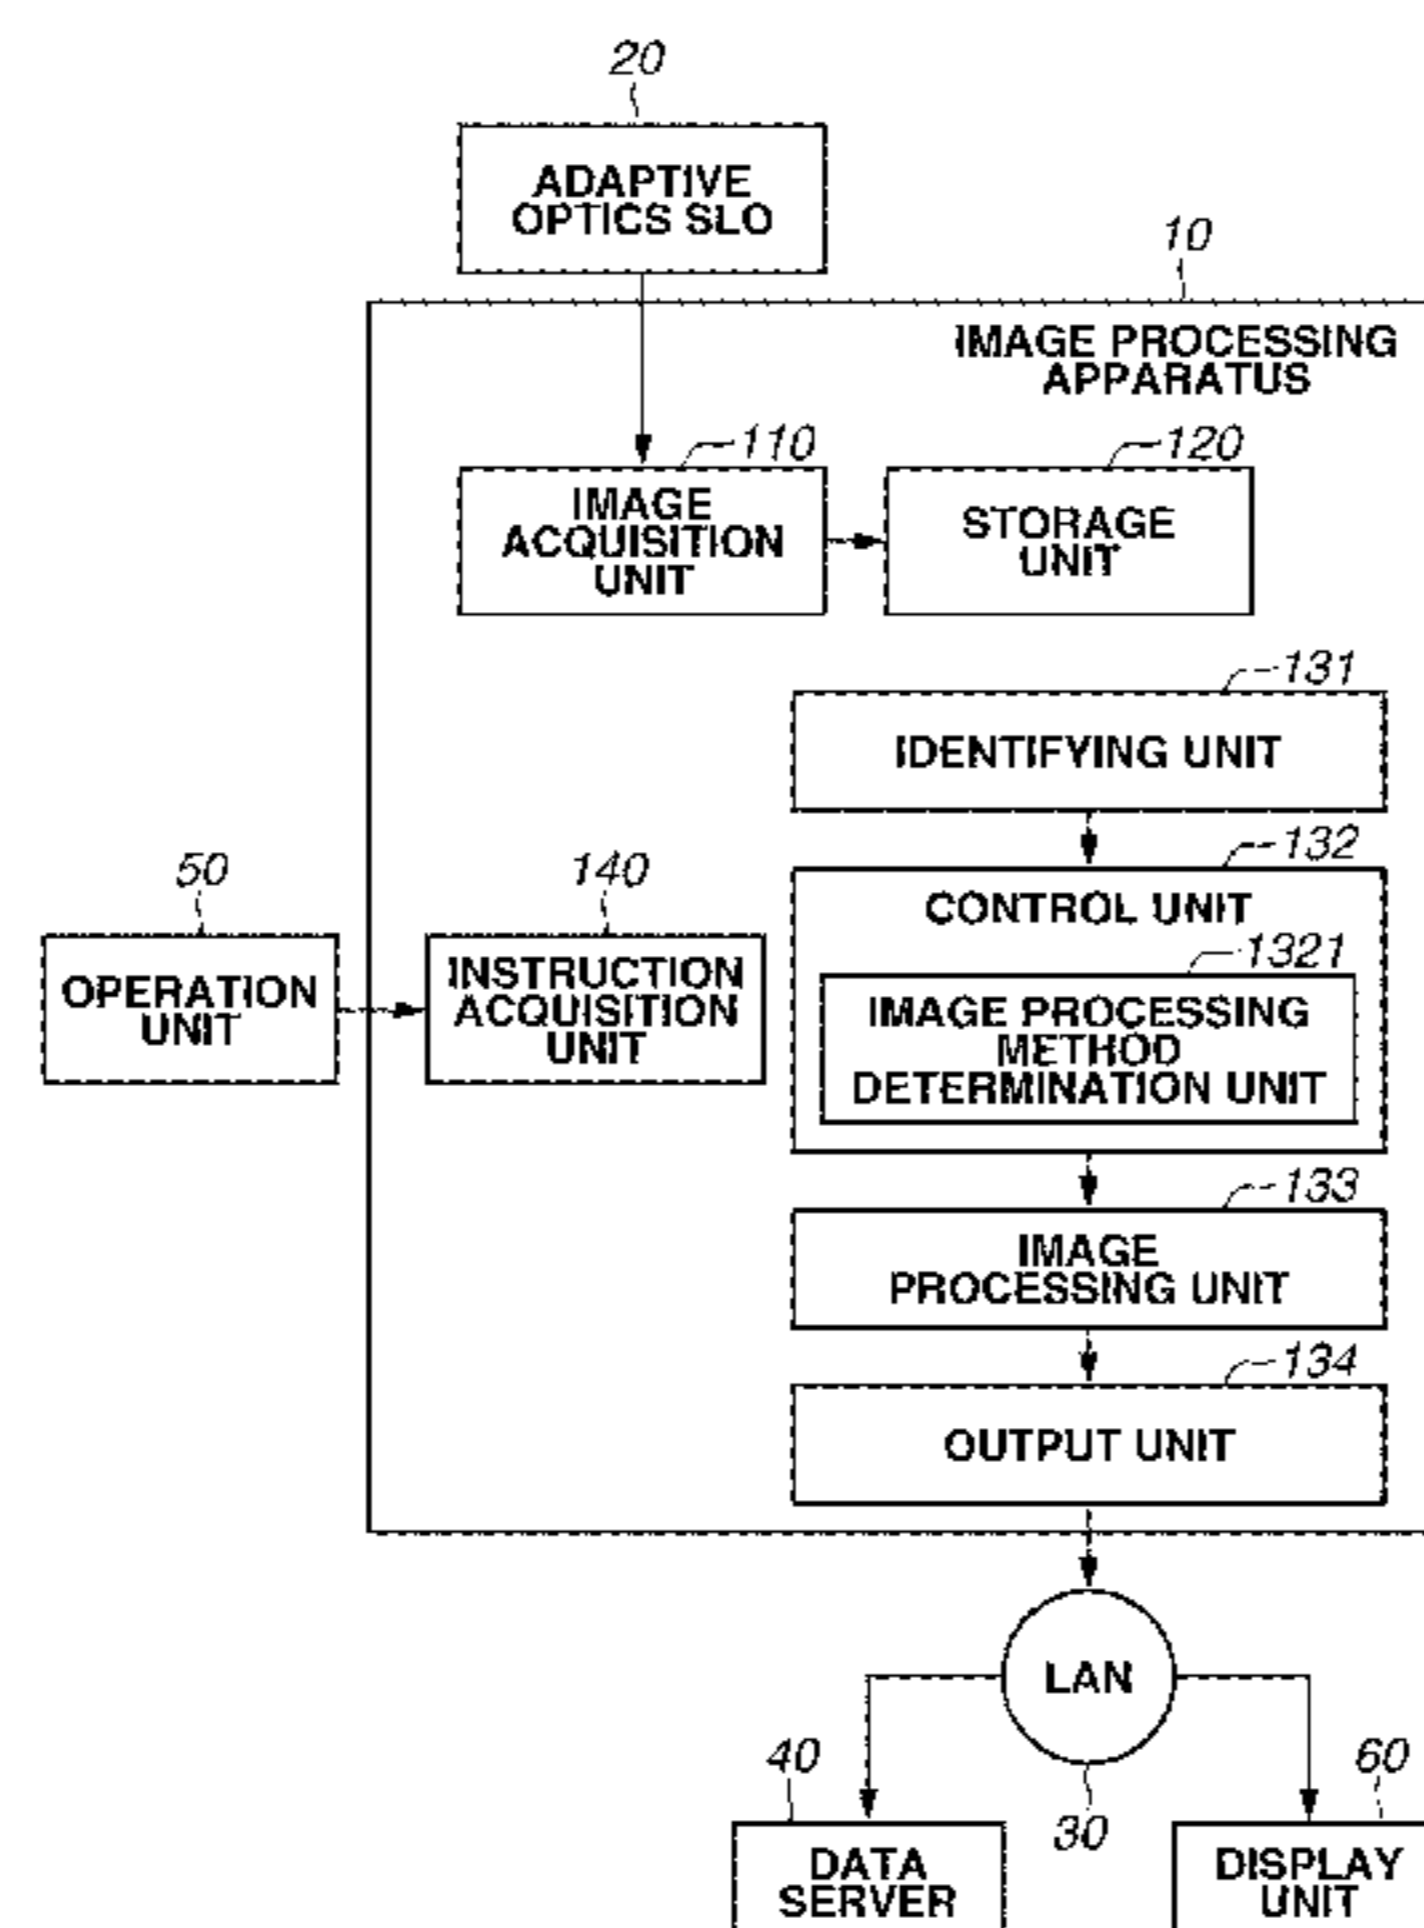 20
ADAPTIVE
OPTICS SLO
10
IMAGE PROCESSING
APPARATUS
110
120
IMAGE
ACQUISITION
UNIT
STORAGE
UNIT
131
IDENTIFYING UNIT
132
CONTROL UNIT
1321
IMAGE PROCESSING
METHOD
DETERMINATION UNIT
50
140
OPERATION
UNIT
INSTRUCTION
ACQUISITION
UNIT
133
IMAGE
PROCESSING UNIT
134
OUTPUT UNIT
LAN
30
40
60
DATA
SERVER
DISPLAY
UNIT